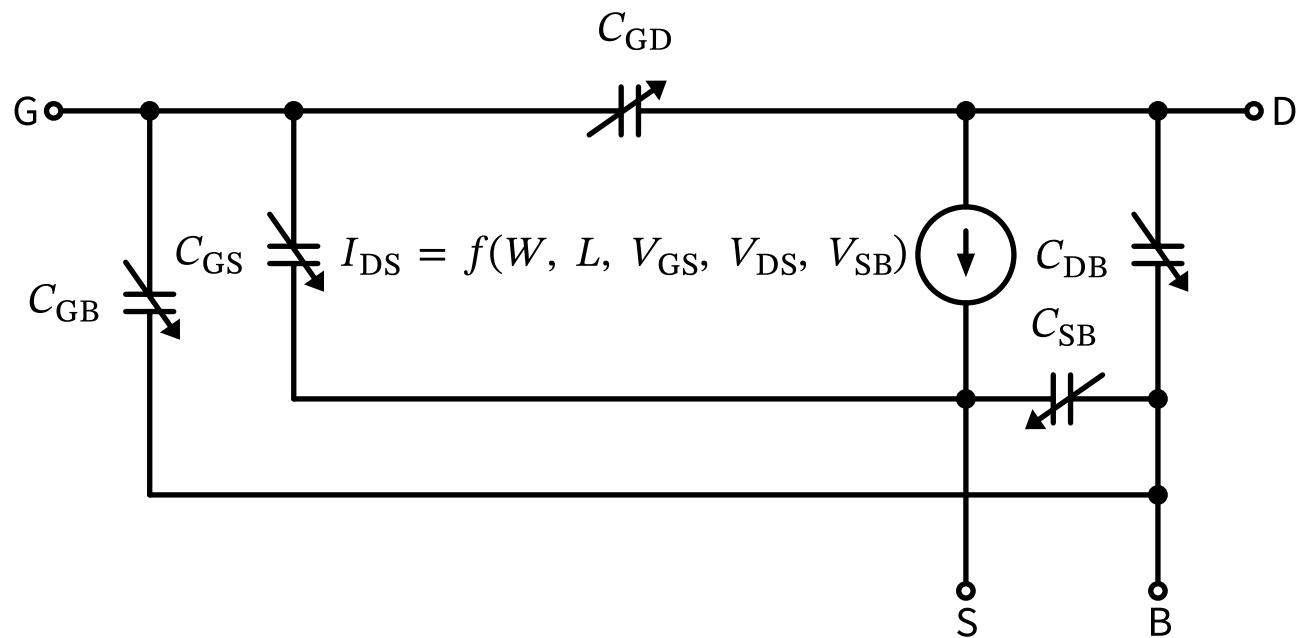 C_GD
G
D
C_GS
I_DS = f(W, L, V_GS, V_DS, V_SB)
C_DB
C_GB
C_SB
S
B